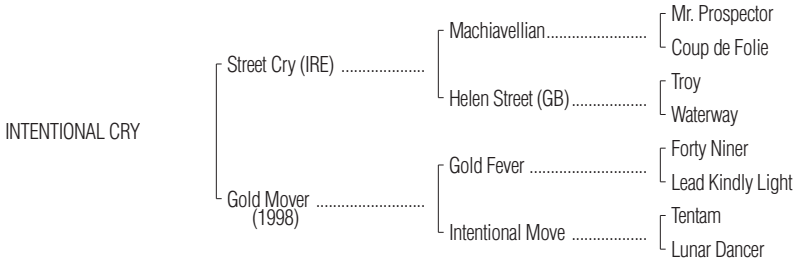 INTENTIONAL CRY
Street Cry (IRE) ....................
Gold Mover ..........................
(1998)
Machiavellian........................
Helen Street (GB)..................
Gold Fever ............................
Intentional Move ..................
Mr. Prospector
Coup de Folie
Troy
Waterway
Forty Niner
Lead Kindly Light
Tentam
Lunar Dancer